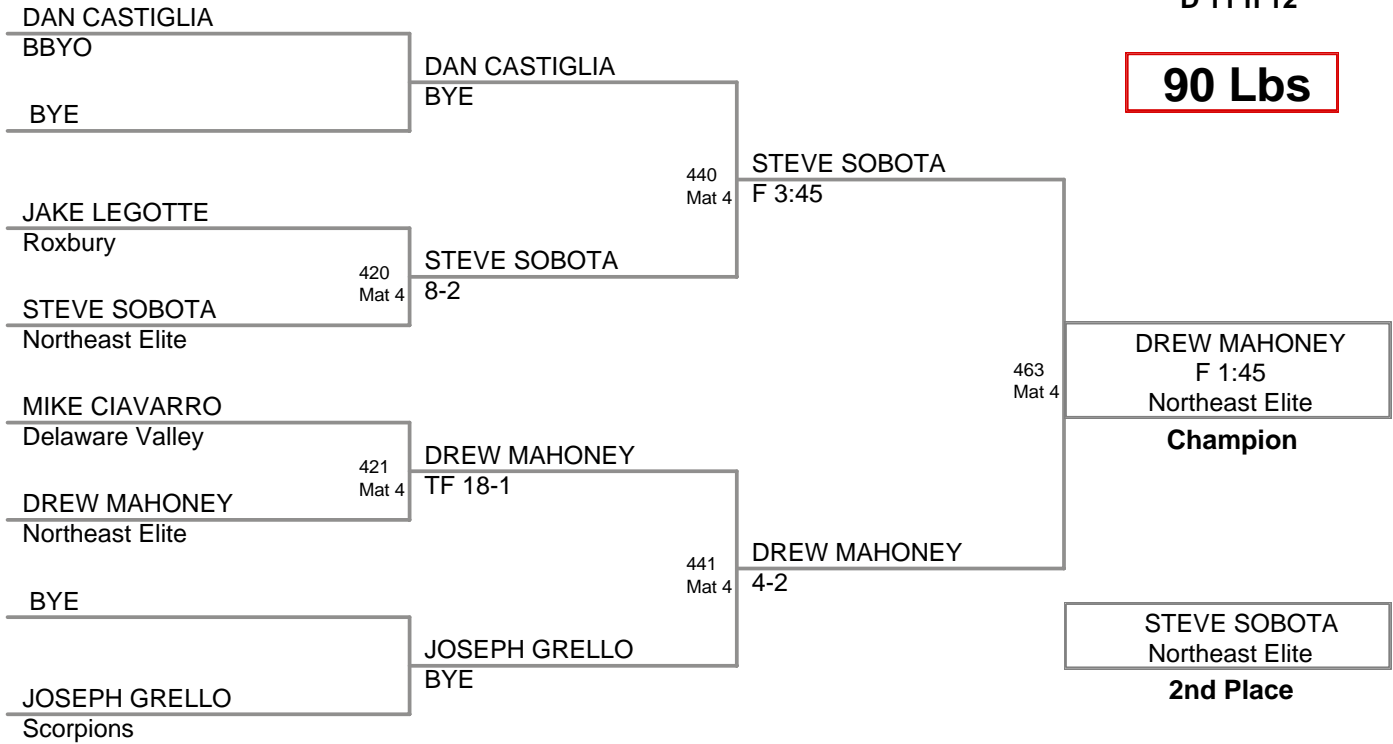 DAN CASTIGLIA
BBYO
BYE
JAKE LEGOTTE
Roxbury
STEVE SOBOTA
Northeast Elite
MIKE CIAVARRO
Delaware Valley
DREW MAHONEY
Northeast Elite
BYE
JOSEPH GRELLO
Scorpions
420
Mat 4
421
Mat 4
DAN CASTIGLIA
BYE
STEVE SOBOTA
8-2
DREW MAHONEY
TF 18-1
JOSEPH GRELLO
BYE
440
Mat 4
441
Mat 4
STEVE SOBOTA
F 3:45
DREW MAHONEY
4-2
463
Mat 4
90 Lbs
DREW MAHONEY
F 1:45
Northeast Elite
Champion
STEVE SOBOTA
Northeast Elite
2nd Place